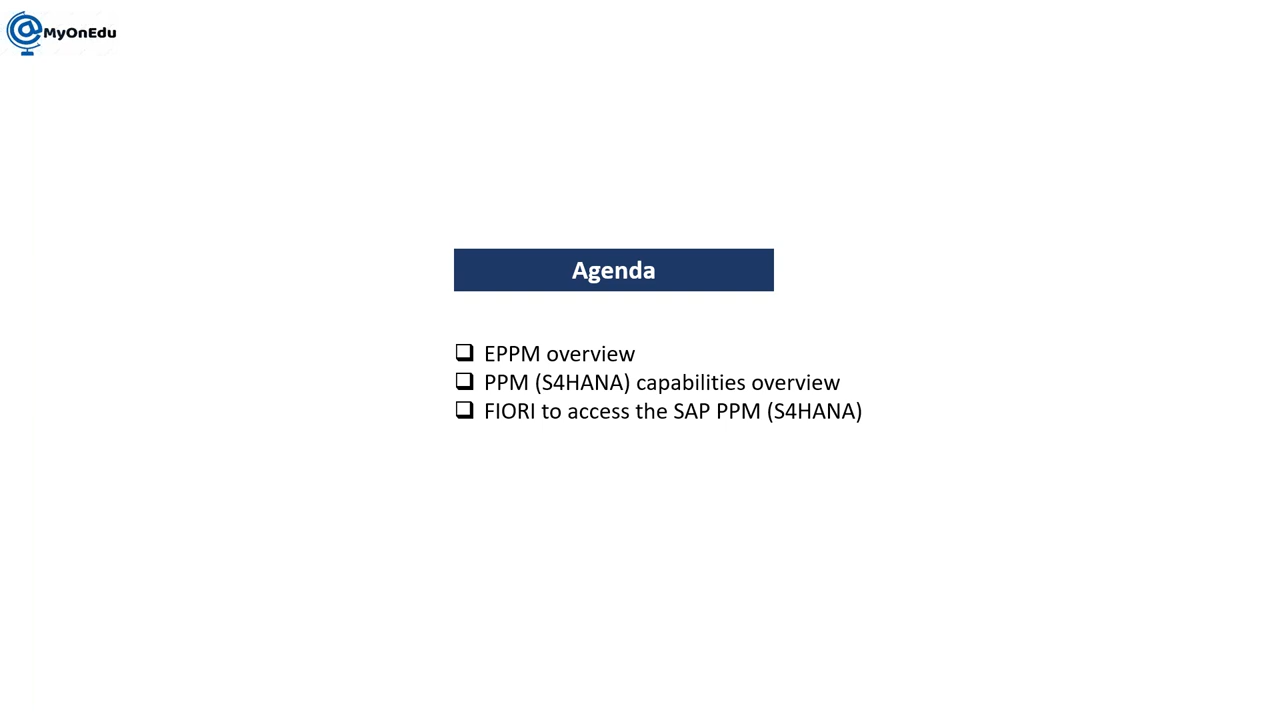 MyOnEdu
Agenda
EPPM overview
PPM (S4HANA) capabilities overview
FIORI to access the SAP PPM (S4HANA)